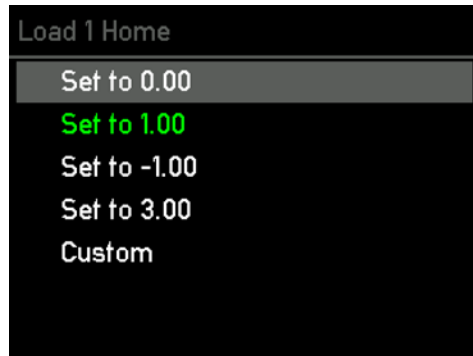 Load 1 Home
Set to 0.00
Set to 1.00
Set to -1.00
Set to 3.00
Custom